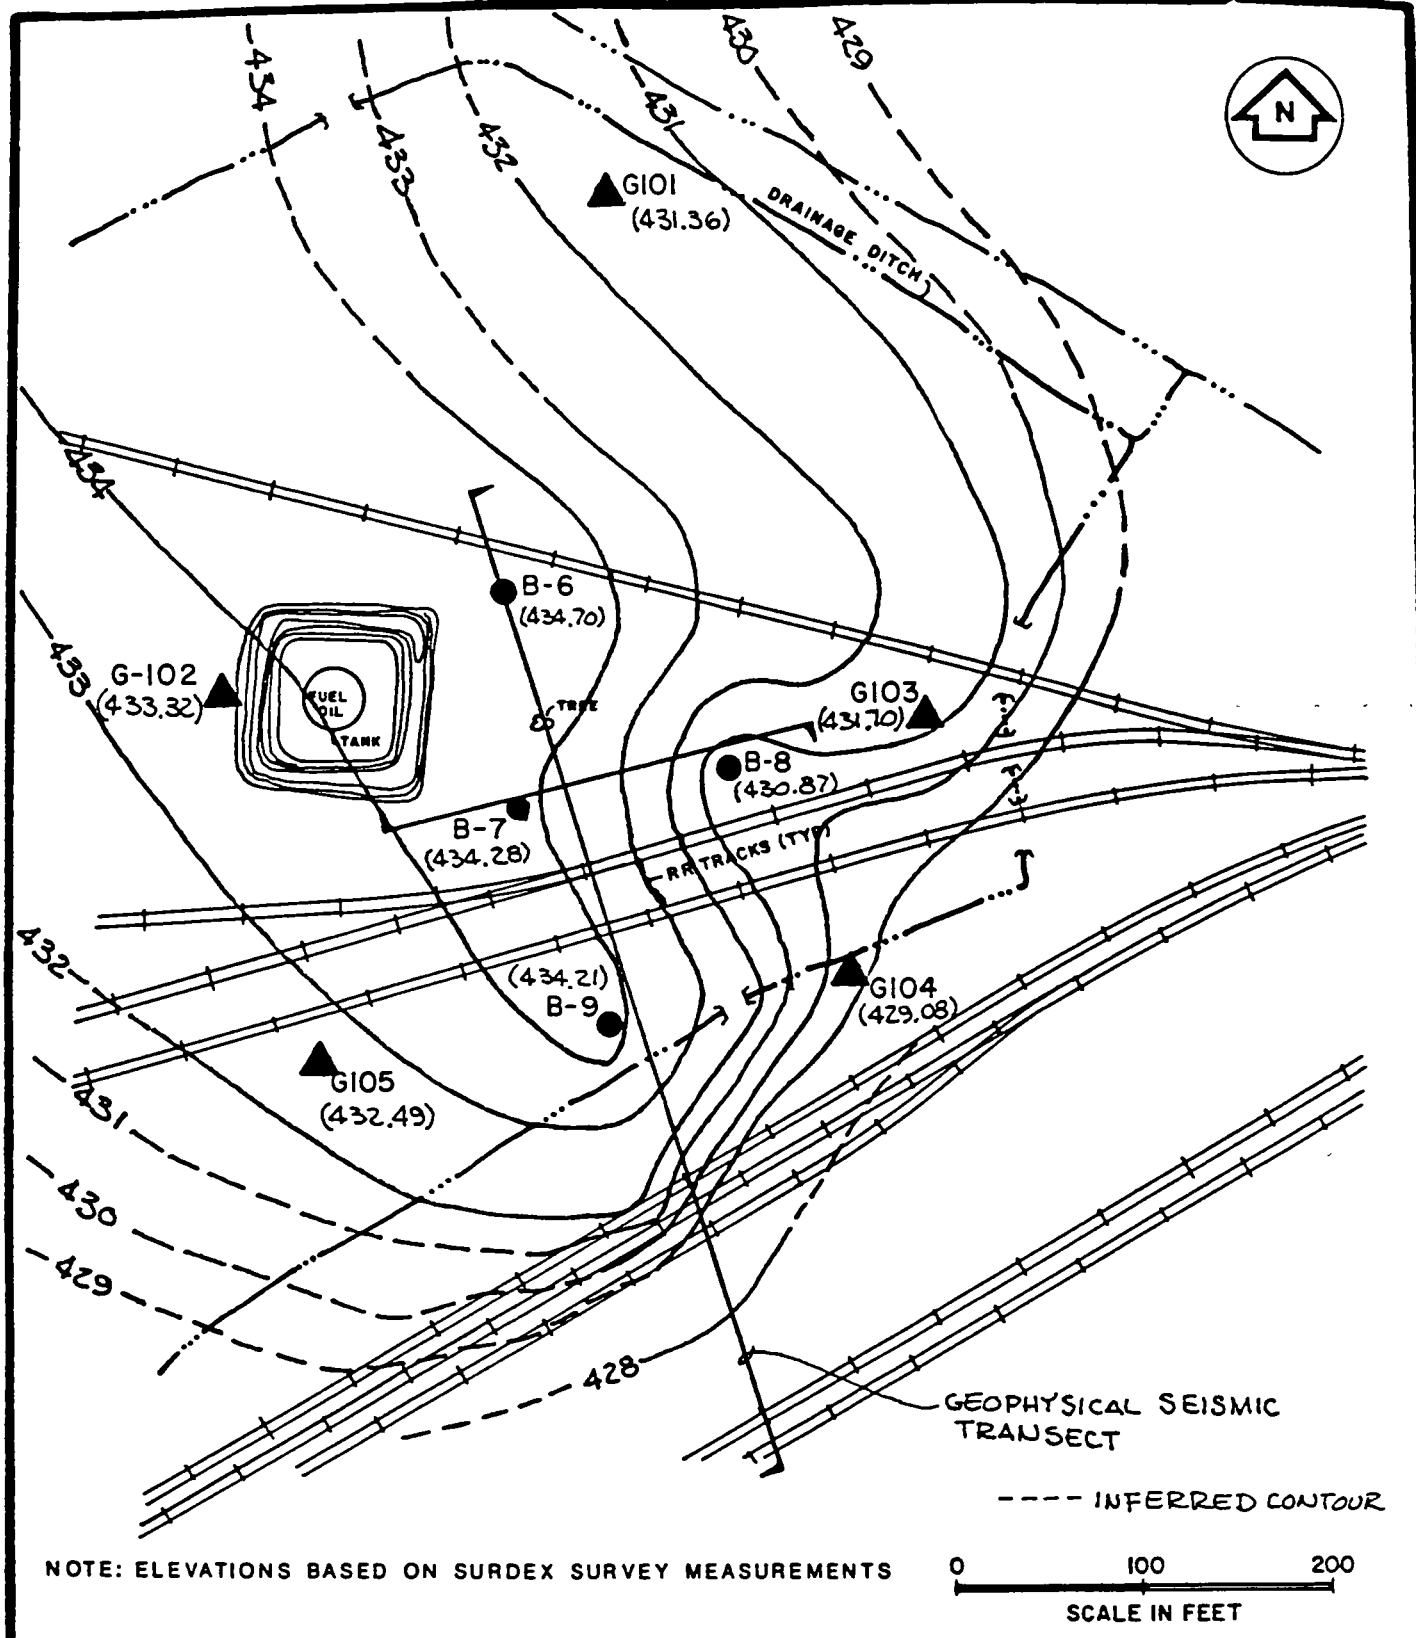 434
433
432
431
430
429
N
G101
(431.36)
DRAINAGE DITCH
434
B-6
(434.70)
433
G-102
(433.32)
FUEL
OIL
TANK
TREE
G103
(431.70)
B-8
(430.87)
B-7
(434.28)
RR TRACKS (TYP)
432
(434.21)
B-9
G104
(429.08)
G105
(432.49)
431
430
429
428
GEOPHYSICAL SEISMIC
TRANSECT
---- INFERRED CONTOUR
NOTE: ELEVATIONS BASED ON SURDEX SURVEY MEASUREMENTS
0 100 200
SCALE IN FEET